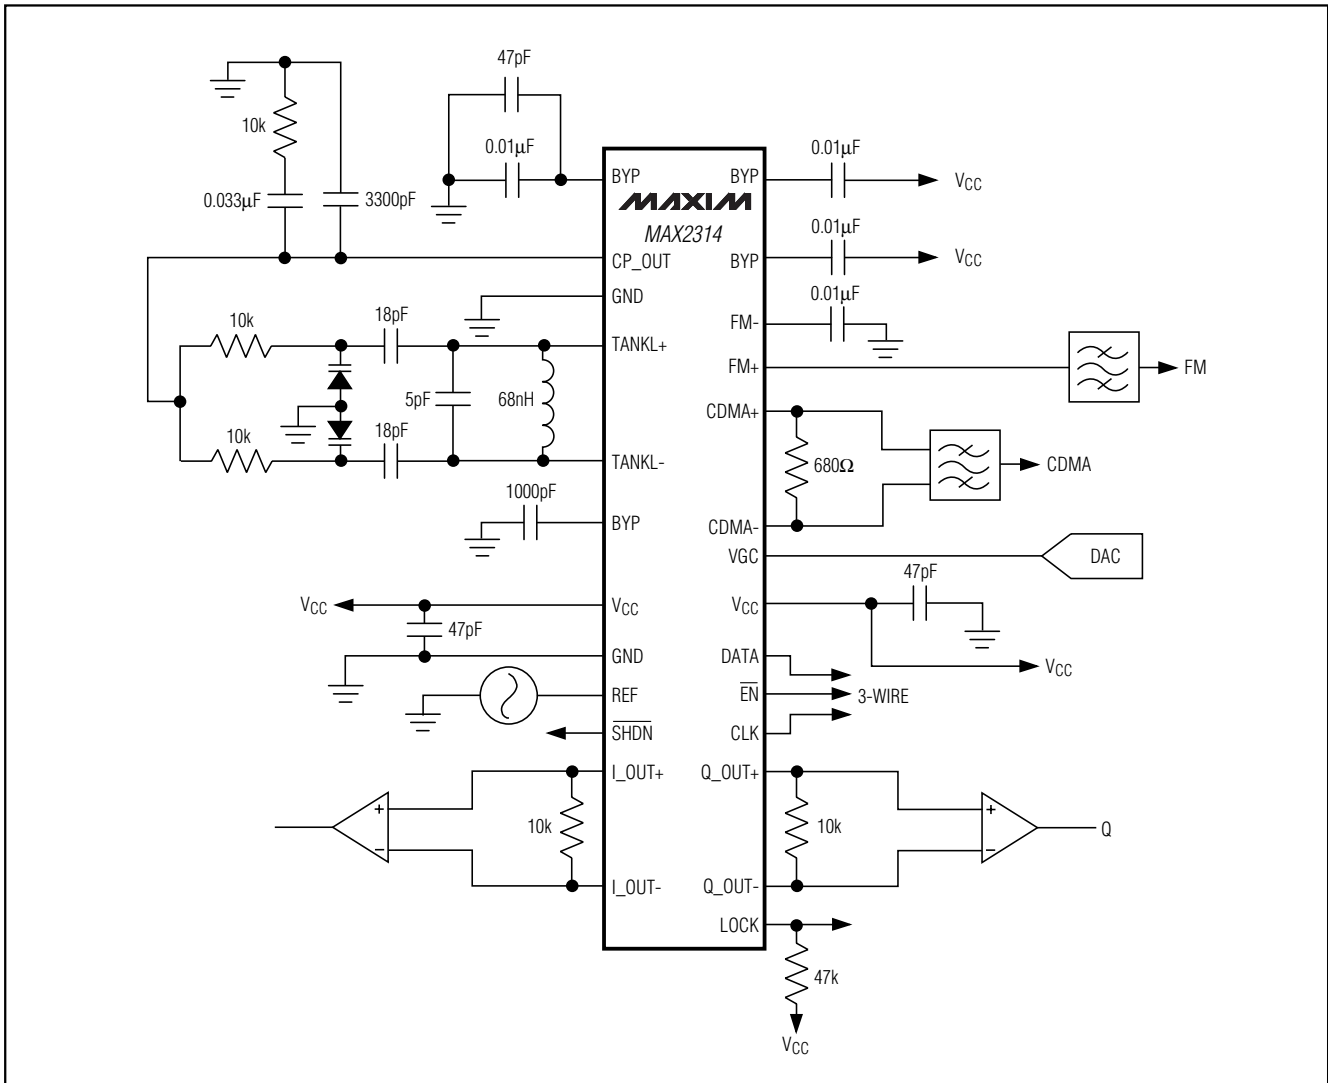 47pF
10k
0.01µF
0.01µF
BYP
BYP
VCC
MAXIM
0.033µF
3300pF
MAX2314
0.01µF
CP_OUT
BYP
VCC
GND
0.01µF
18pF
10k
FM-
TANKL+
FM+
FM
5pF
68nH
CDMA+
10k
18pF
TANKL-
680Ω
CDMA
1000pF
BYP
CDMA-
VGC
DAC
47pF
VCC
VCC
VCC
47pF
GND
DATA
VCC
REF
EN
3-WIRE
SHDN
CLK
I_OUT+
Q_OUT+
+
10k
10k
+
Q
−
−
I_OUT-
Q_OUT-
LOCK
47k
VCC